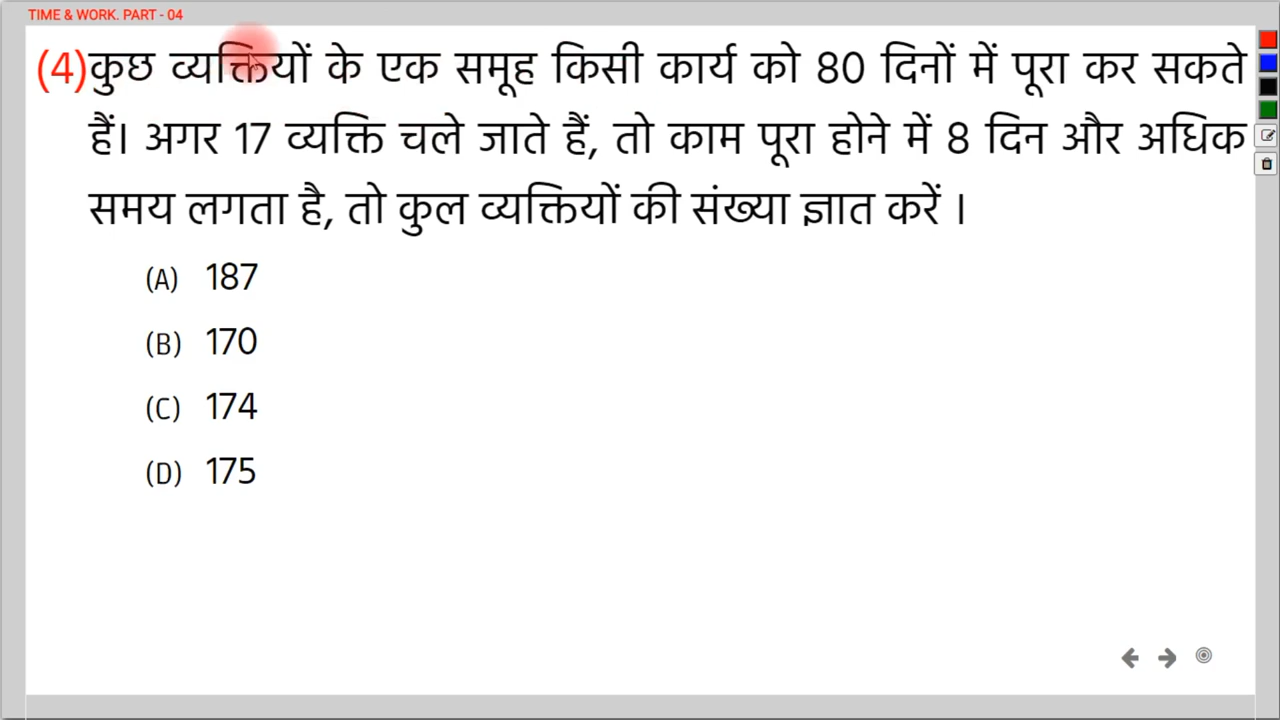 TIME & WORK. PART - 04
(4)कुछ व्यक्तियों के एक समूह किसी कार्य को 80 दिनों में पूरा कर सकते
हैं। अगर 17 व्यक्ति चले जाते हैं, तो काम पूरा होने में 8 दिन और अधिक
समय लगता है, तो कुल व्यक्तियों की संख्या ज्ञात करें ।
(A) 187
(B) 170
(C) 174
(D) 175